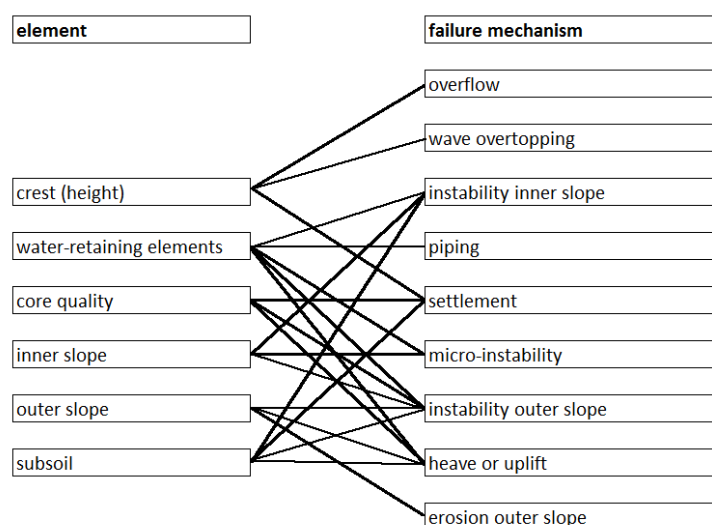 element
failure mechanism
overflow
wave overtopping
crest (height)
instability inner slope
water-retaining elements
piping
core quality
settlement
inner slope
micro-instability
outer slope
instability outer slope
subsoil
heave or uplift
erosion outer slope